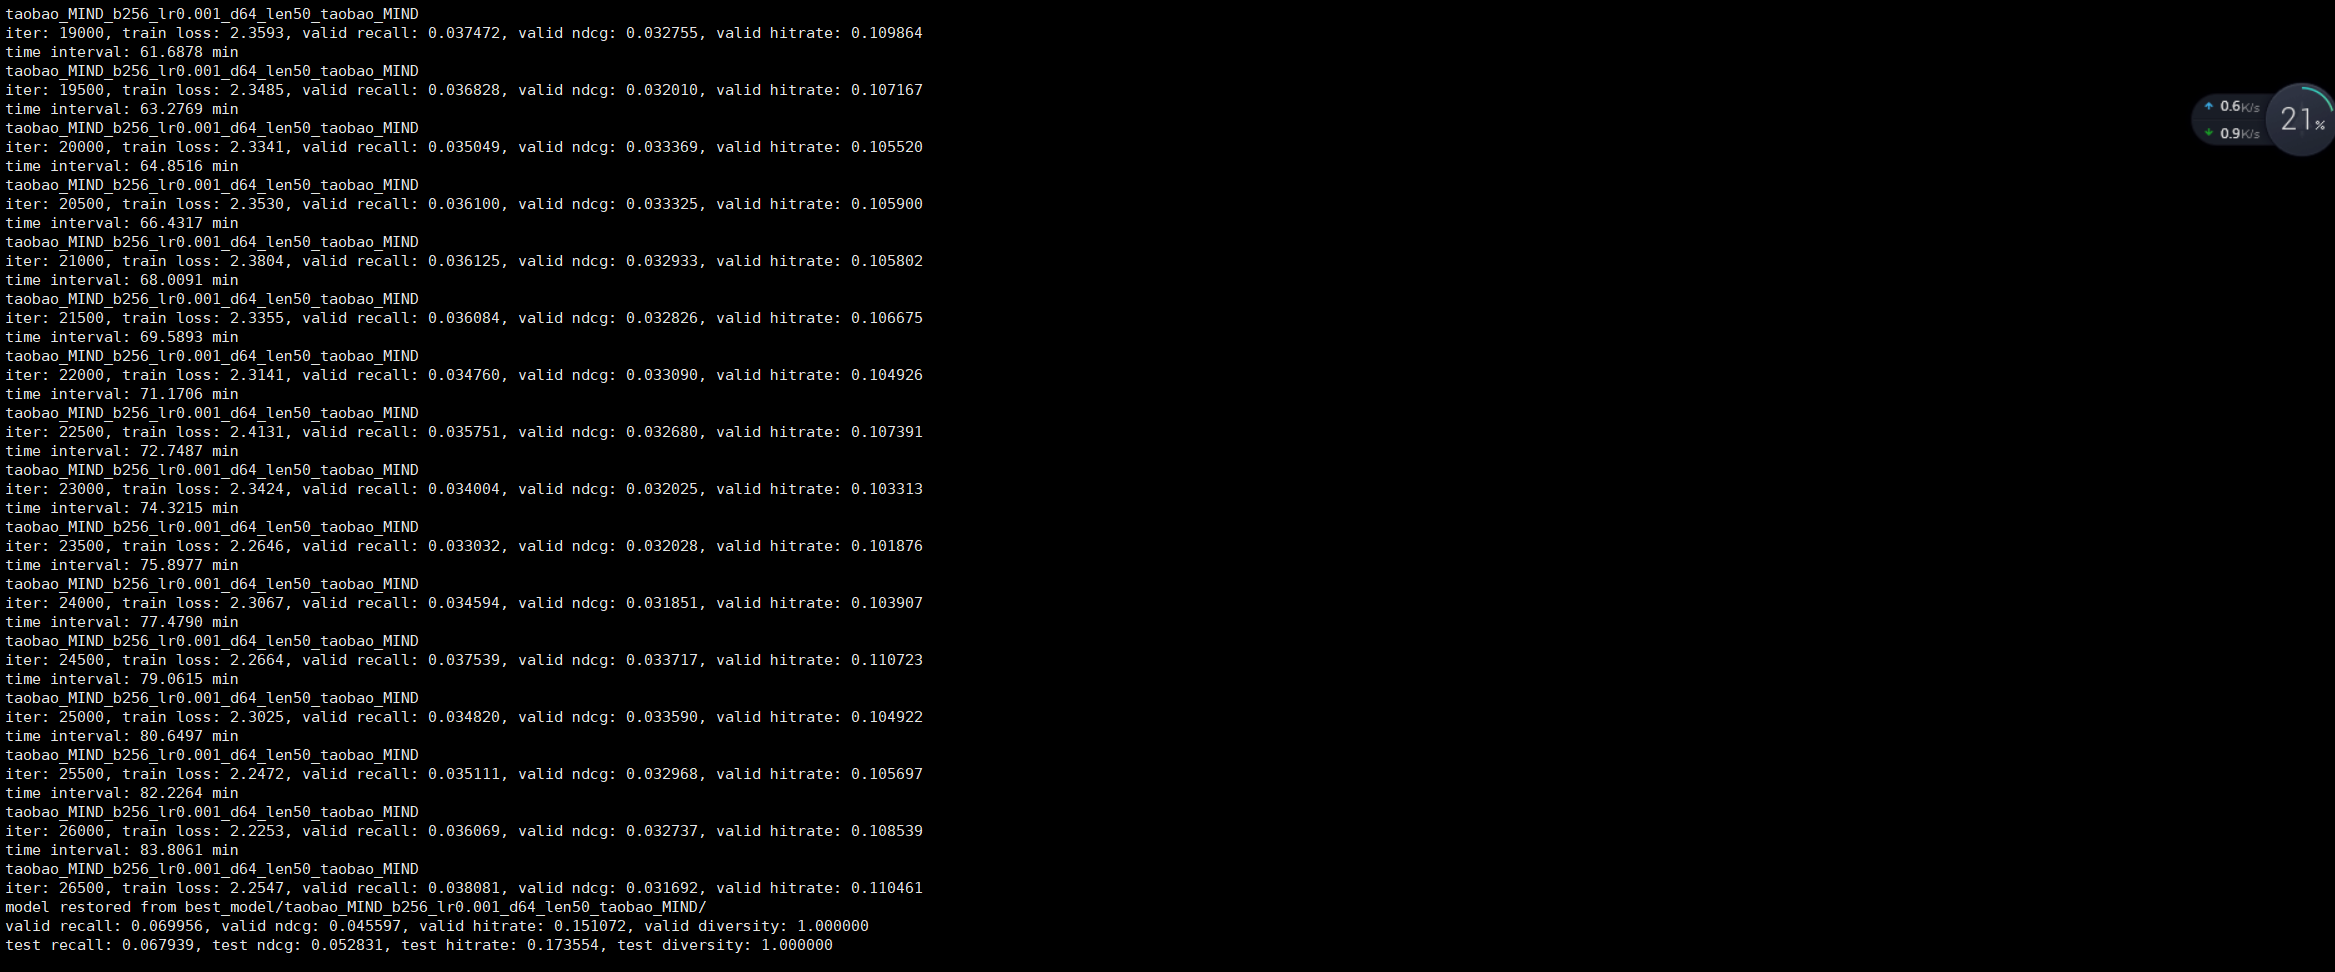 taobao_MIND_b256_lr0.001_d64_len50_taobao_MIND
iter: 19000, train loss: 2.3593, valid recall: 0.037472, valid ndcg: 0.032755, valid hitrate: 0.109864
time interval: 61.6878 min
taobao_MIND_b256_lr0.001_d64_len50_taobao_MIND
iter: 19500, train loss: 2.3485, valid recall: 0.036828, valid ndcg: 0.032010, valid hitrate: 0.107167
time interval: 63.2769 min
taobao_MIND_b256_lr0.001_d64_len50_taobao_MIND
iter: 20000, train loss: 2.3341, valid recall: 0.035049, valid ndcg: 0.033369, valid hitrate: 0.105520
time interval: 64.8516 min
taobao_MIND_b256_lr0.001_d64_len50_taobao_MIND
iter: 20500, train loss: 2.3530, valid recall: 0.036100, valid ndcg: 0.033325, valid hitrate: 0.105900
time interval: 66.4317 min
taobao_MIND_b256_lr0.001_d64_len50_taobao_MIND
iter: 21000, train loss: 2.3804, valid recall: 0.036125, valid ndcg: 0.032933, valid hitrate: 0.105802
time interval: 68.0091 min
taobao_MIND_b256_lr0.001_d64_len50_taobao_MIND
iter: 21500, train loss: 2.3355, valid recall: 0.036084, valid ndcg: 0.032826, valid hitrate: 0.106675
time interval: 69.5893 min
taobao_MIND_b256_lr0.001_d64_len50_taobao_MIND
iter: 22000, train loss: 2.3141, valid recall: 0.034760, valid ndcg: 0.033090, valid hitrate: 0.104926
time interval: 71.1706 min
taobao_MIND_b256_lr0.001_d64_len50_taobao_MIND
iter: 22500, train loss: 2.4131, valid recall: 0.035751, valid ndcg: 0.032680, valid hitrate: 0.107391
time interval: 72.7487 min
taobao_MIND_b256_lr0.001_d64_len50_taobao_MIND
iter: 23000, train loss: 2.3424, valid recall: 0.034004, valid ndcg: 0.032025, valid hitrate: 0.103313
time interval: 74.3215 min
taobao_MIND_b256_lr0.001_d64_len50_taobao_MIND
iter: 23500, train loss: 2.2646, valid recall: 0.033032, valid ndcg: 0.032028, valid hitrate: 0.101876
time interval: 75.8977 min
taobao_MIND_b256_lr0.001_d64_len50_taobao_MIND
iter: 24000, train loss: 2.3067, valid recall: 0.034594, valid ndcg: 0.031851, valid hitrate: 0.103907
time interval: 77.4790 min
taobao_MIND_b256_lr0.001_d64_len50_taobao_MIND
iter: 24500, train loss: 2.2664, valid recall: 0.037539, valid ndcg: 0.033717, valid hitrate: 0.110723
time interval: 79.0615 min
taobao_MIND_b256_lr0.001_d64_len50_taobao_MIND
iter: 25000, train loss: 2.3025, valid recall: 0.034820, valid ndcg: 0.033590, valid hitrate: 0.104922
time interval: 80.6497 min
taobao_MIND_b256_lr0.001_d64_len50_taobao_MIND
iter: 25500, train loss: 2.2472, valid recall: 0.035111, valid ndcg: 0.032968, valid hitrate: 0.105697
time interval: 82.2264 min
taobao_MIND_b256_lr0.001_d64_len50_taobao_MIND
iter: 26000, train loss: 2.2253, valid recall: 0.036069, valid ndcg: 0.032737, valid hitrate: 0.108539
time interval: 83.8061 min
taobao_MIND_b256_lr0.001_d64_len50_taobao_MIND
iter: 26500, train loss: 2.2547, valid recall: 0.038081, valid ndcg: 0.031692, valid hitrate: 0.110461
model restored from best_model/taobao_MIND_b256_lr0.001_d64_len50_taobao_MIND/
valid recall: 0.069956, valid ndcg: 0.045597, valid hitrate: 0.151072, valid diversity: 1.000000
test recall: 0.067939, test ndcg: 0.052831, test hitrate: 0.173554, test diversity: 1.000000
0.6K/s
0.9K/s
21%